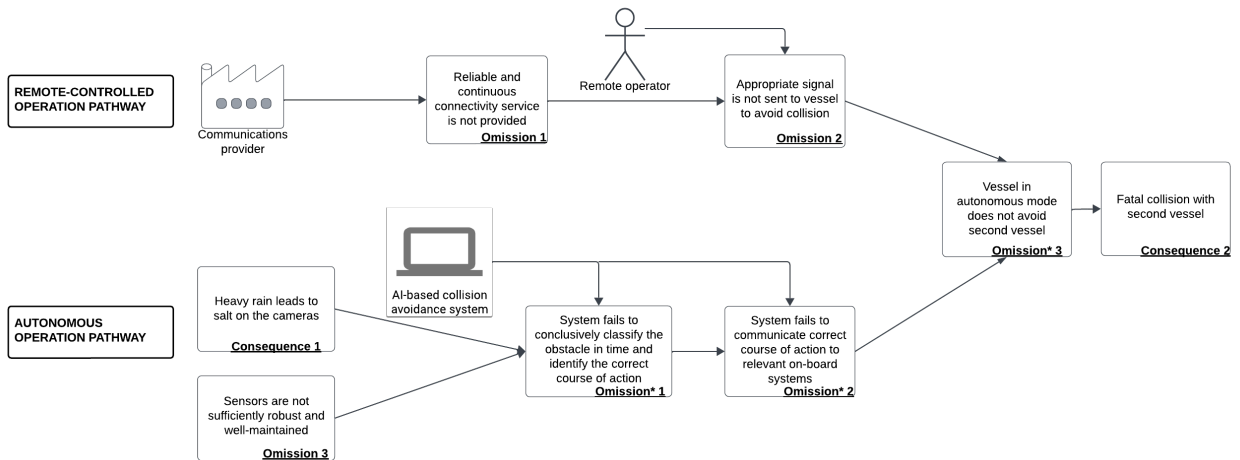 REMOTE-CONTROLLED
OPERATION PATHWAY
Communications
provider
Reliable and
continuous
connectivity service
is not provided
Omission 1
Remote operator
Appropriate signal
is not sent to vessel
to avoid collision
Omission 2
Vessel in
autonomous mode
does not avoid
second vessel
Omission* 3
Fatal collision with
second vessel
Consequence 2
AUTONOMOUS
OPERATION PATHWAY
Heavy rain leads to
salt on the cameras
Consequence 1
Sensors are not
sufficiently robust and
well-maintained
Omission 3
AI-based collision
avoidance system
System fails to
conclusively classify the
obstacle in time and
identify the correct
course of action
Omission* 1
System fails to
communicate correct
course of action to
relevant on-board
systems
Omission* 2